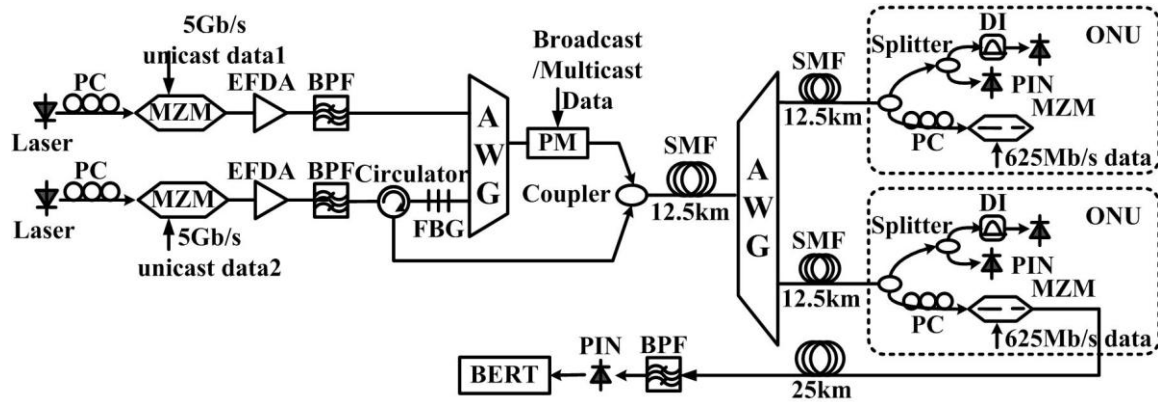 5Gb/s
unicast data1
PC
MZM
EFDA
BPF
Laser
PC
MZM
EFDA
BPF
Circulator
FBG
Laser
5Gb/s
unicast data2
A
W
G
Broadcast
/Multicast
Data
PM
Coupler
SMF
12.5km
A
W
G
SMF
12.5km
Splitter
DI
ONU
PIN
MZM
PC
625Mb/s data
SMF
12.5km
Splitter
DI
ONU
PIN
MZM
PC
625Mb/s data
BERT
PIN
BPF
25km